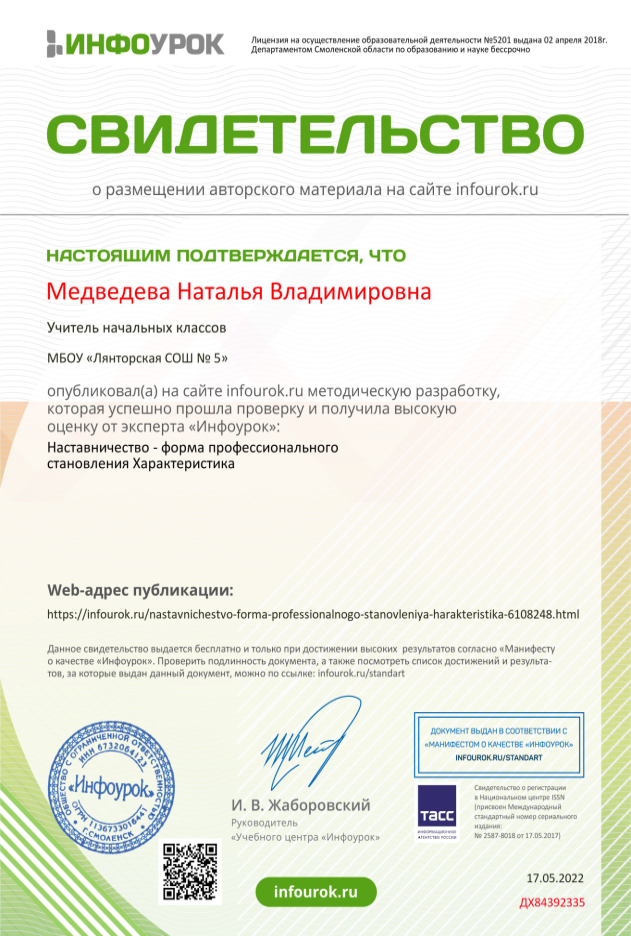 ИНФОУРОК
Лицензия на осуществление образовательной деятельности №5201 выдана 02 апреля 2018г.
Департаментом Смоленской области по образованию и науке бессрочно
СВИДЕТЕЛЬСТВО
о размещении авторского материала на сайте infourok.ru
НАСТОЯЩИМ ПОДТВЕРЖДАЕТСЯ, ЧТО
Медведева Наталья Владимировна
Учитель начальных классов
МБОУ «Лянторская СОШ № 5»
опубликовал(а) на сайте infourok.ru методическую разработку,
которая успешно прошла проверку и получила высокую
оценку от эксперта «Инфоурок»:
Наставничество - форма профессионального
становления Характеристика
Web-адрес публикации:
https://infourok.ru/nastavnichestvo-forma-professionalnogo-stanovleniya-harakteristika-6108248.html
Данное свидетельство выдается бесплатно и только при достижении высоких результатов согласно «Манифесту
о качестве «Инфоурок». Проверить подлинность документа, а также посмотреть список достижений и результа-
тов, за которые выдан данный документ, можно по ссылке: infourok.ru/standart
ОБЩЕСТВО С ОГРАНИЧЕННОЙ ОТВЕТСТВЕННОСТЬЮ
«Инфоурок»
Г.СМОЛЕНСК
И. В. Жаборовский
Руководитель
«Учебного центра «Инфоурок»
ДОКУМЕНТ ВЫДАН В СООТВЕТСТВИИ С
«МАНИФЕСТОМ О КАЧЕСТВЕ «ИНФОУРОК»
INFOUROK.RU/STANDART
ТАСС
ИНФОРМАЦИОННОЕ
АГЕНТСТВО РОССИИ
Свидетельство о регистрации
в Национальном центре ISSN
(присвоен Международный
стандартный номер сериального
издания:
№ 2587-8018 от 17.05.2017)
infourok.ru
17.05.2022
ДХ84392335